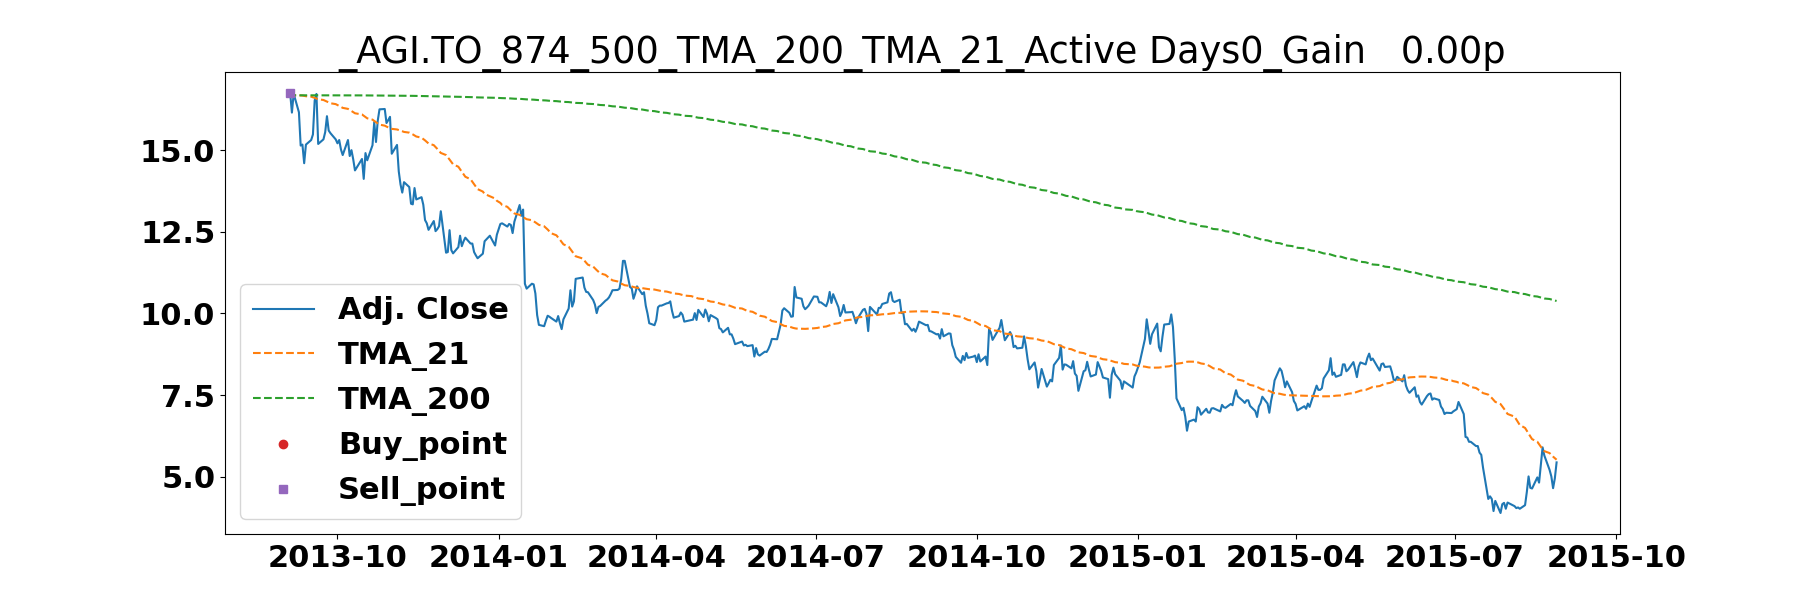 _AGI.TO_874_500_TMA_200_TMA_21_Active Days0_Gain   0.00p
15.0
12.5
10.0
7.5
5.0
Adj. Close
TMA_21
TMA_200
Buy_point
Sell_point
2013-10 2014-01 2014-04 2014-07 2014-10 2015-01 2015-04 2015-07 2015-10